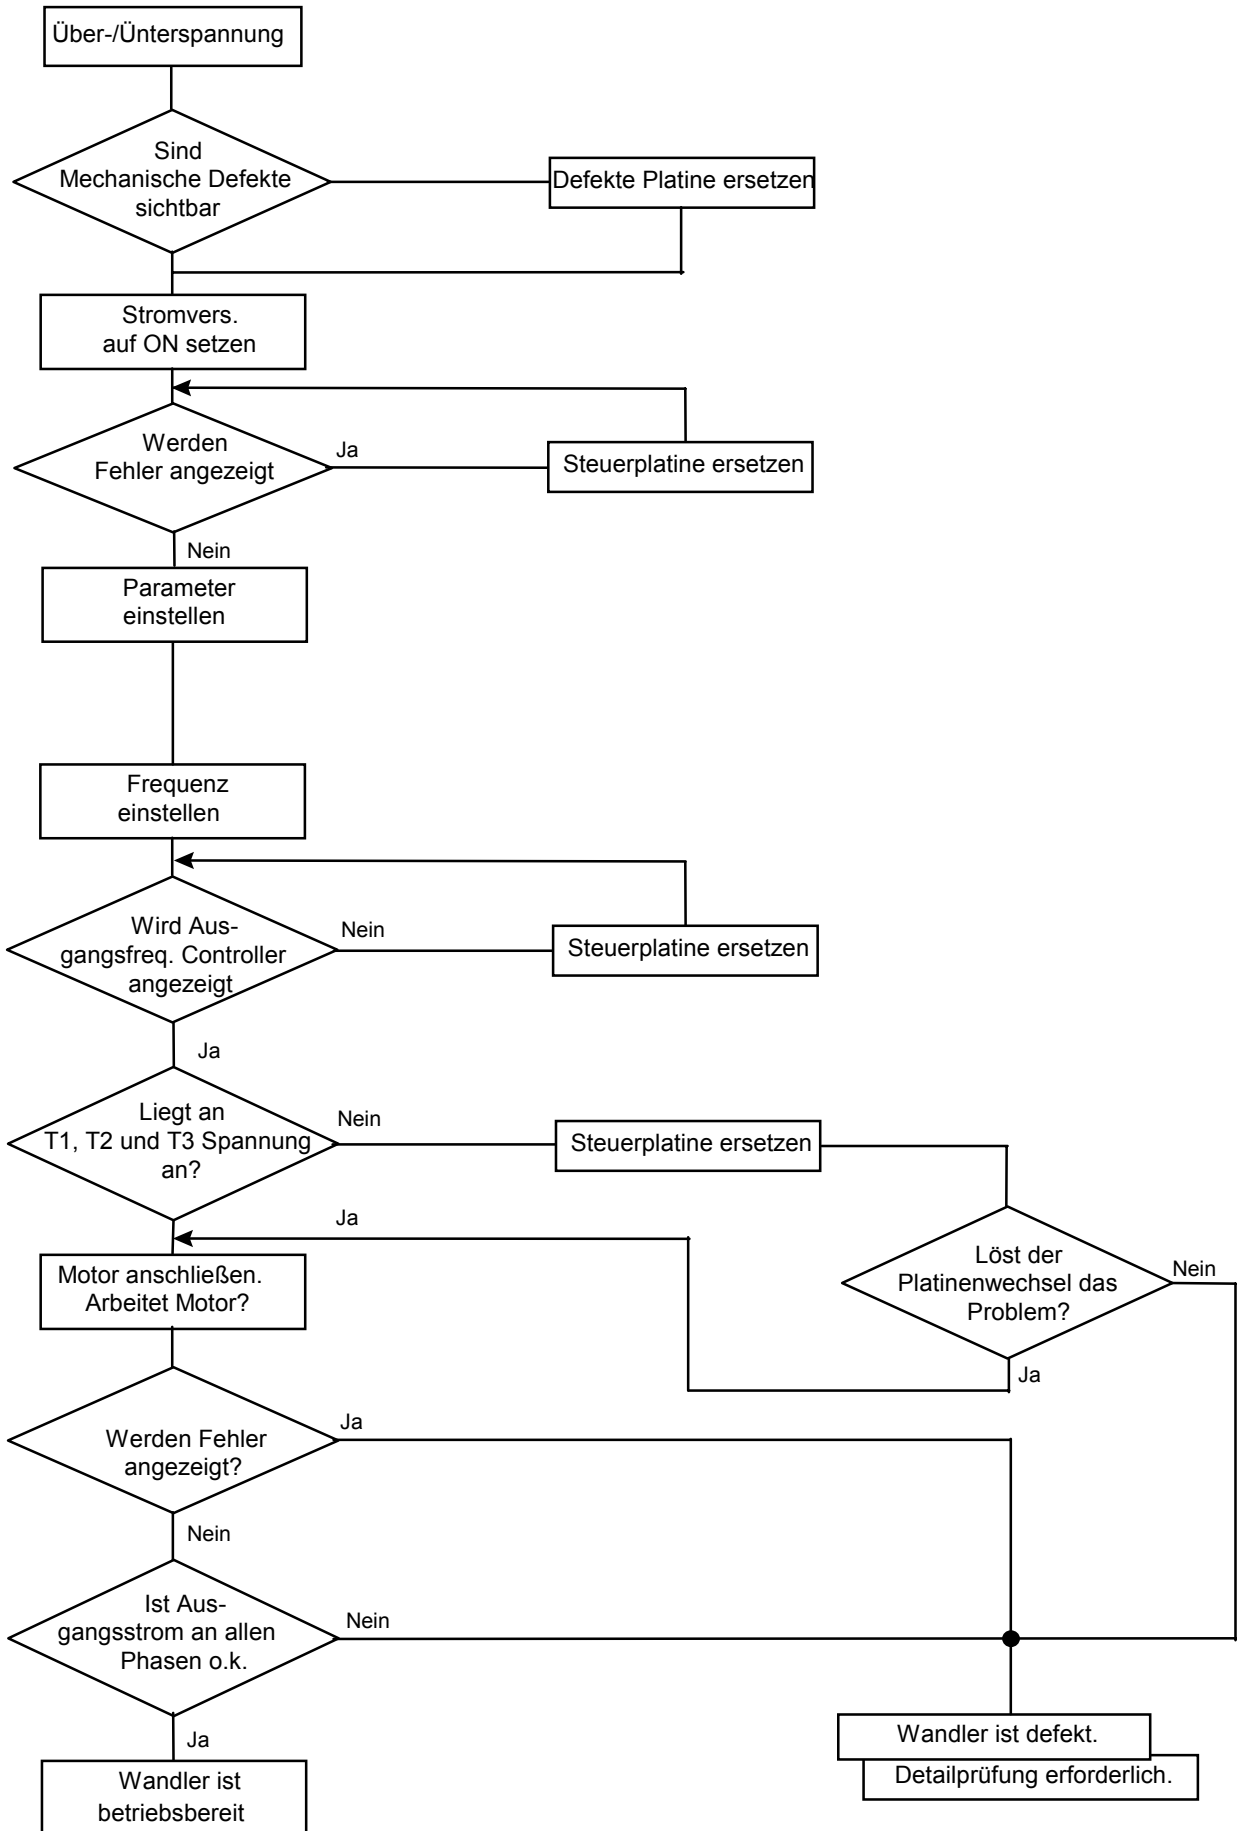 Über-/Ünterspannung
Sind
Mechanische Defekte
sichtbar
Defekte Platine ersetzen
Stromvers.
auf ON setzen
Werden
Fehler angezeigt
Ja
Steuerplatine ersetzen
Nein
Parameter
einstellen
Frequenz
einstellen
Wird Aus-
gangsfreq. Controller
angezeigt
Nein
Steuerplatine ersetzen
Ja
Liegt an
T1, T2 und T3 Spannung
an?
Nein
Steuerplatine ersetzen
Löst der
Platinenwechsel das
Problem?
Nein
Ja
Ja
Motor anschließen.
Arbeitet Motor?
Werden Fehler
angezeigt?
Ja
Nein
Ist Aus-
gangsstrom an allen
Phasen o.k.
Nein
Ja
Wandler ist
betriebsbereit
Wandler ist defekt.
Detailprüfung erforderlich.